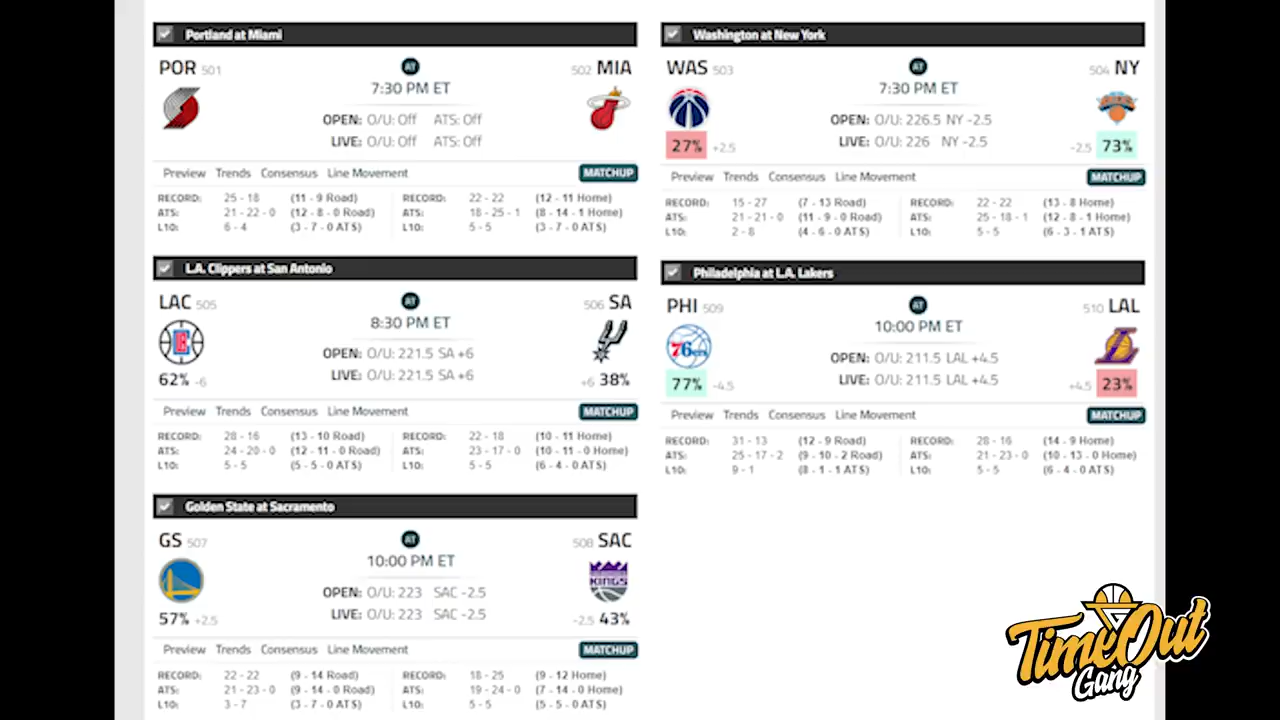 Portland at Miami
POR 501 AT 502 MIA
7:30 PM ET
OPEN: O/U: Off ATS: Off
LIVE: O/U: Off ATS: Off
Preview Trends Consensus Line Movement MATCHUP
RECORD: 25 - 18 (11 - 9 Road) RECORD: 22 - 22 (12 - 11 Home)
ATS: 21 - 22 - 0 (12 - 8 - 0 Road) ATS: 18 - 25 - 1 (8 - 14 - 1 Home)
L10: 6 - 4 (3 - 7 - 0 ATS) L10: 5 - 5 (3 - 7 - 0 ATS)
Washington at New York
WAS 503 AT 504 NY
7:30 PM ET
OPEN: O/U: 226.5 NY -2.5
LIVE: O/U: 226 NY -2.5
27% +2.5 -2.5 73%
Preview Trends Consensus Line Movement MATCHUP
RECORD: 15 - 27 (7 - 13 Road) RECORD: 22 - 22 (13 - 8 Home)
ATS: 21 - 21 - 0 (11 - 9 - 0 Road) ATS: 25 - 18 - 1 (12 - 8 - 1 Home)
L10: 2 - 8 (4 - 6 - 0 ATS) L10: 5 - 5 (6 - 3 - 1 ATS)
L.A. Clippers at San Antonio
LAC 505 AT 506 SA
8:30 PM ET
OPEN: O/U: 221.5 SA +6
LIVE: O/U: 221.5 SA +6
62% -6 +6 38%
Preview Trends Consensus Line Movement MATCHUP
RECORD: 28 - 16 (13 - 10 Road) RECORD: 22 - 18 (10 - 11 Home)
ATS: 24 - 20 - 0 (12 - 11 - 0 Road) ATS: 23 - 17 - 0 (10 - 11 - 0 Home)
L10: 5 - 5 (5 - 5 - 0 ATS) L10: 5 - 5 (6 - 4 - 0 ATS)
Philadelphia at L.A. Lakers
PHI 509 AT 510 LAL
10:00 PM ET
76ers
OPEN: O/U: 211.5 LAL +4.5
LIVE: O/U: 211.5 LAL +4.5
77% -4.5 +4.5 23%
Preview Trends Consensus Line Movement MATCHUP
RECORD: 31 - 13 (12 - 9 Road) RECORD: 28 - 16 (14 - 9 Home)
ATS: 25 - 17 - 2 (9 - 10 - 2 Road) ATS: 21 - 23 - 0 (10 - 13 - 0 Home)
L10: 9 - 1 (8 - 1 - 1 ATS) L10: 5 - 5 (6 - 4 - 0 ATS)
Golden State at Sacramento
GS 507 AT 508 SAC
10:00 PM ET
KINGS
OPEN: O/U: 223 SAC -2.5
LIVE: O/U: 223 SAC -2.5
57% +2.5 -2.5 43%
Preview Trends Consensus Line Movement MATCHUP
RECORD: 22 - 22 (9 - 14 Road) RECORD: 18 - 25 (9 - 12 Home)
ATS: 21 - 23 - 0 (9 - 14 - 0 Road) ATS: 19 - 24 - 0 (7 - 14 - 0 Home)
L10: 3 - 7 (3 - 7 - 0 ATS) L10: 5 - 5 (5 - 5 - 0 ATS)
TimeOut
Gang